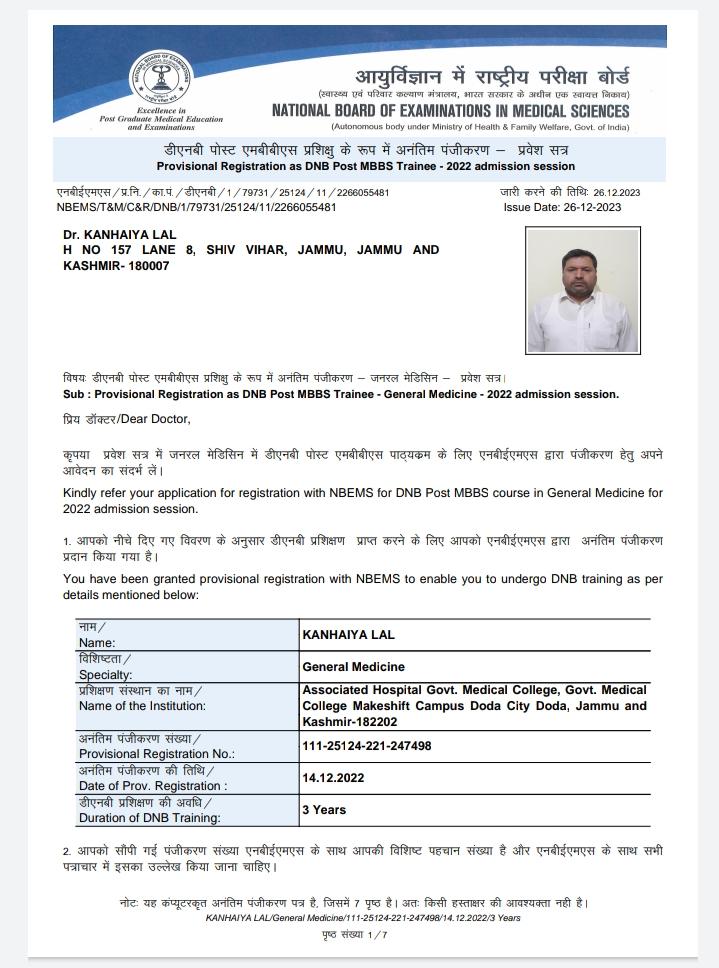 आयुर्विज्ञान में राष्ट्रीय परीक्षा बोर्ड
(स्वास्थ्य एवं परिवार कल्याण मंत्रालय, भारत सरकार के अधीन एक स्वायत्त निकाय)
NATIONAL BOARD OF EXAMINATIONS IN MEDICAL SCIENCES
(Autonomous body under Ministry of Health & Family Welfare, Govt. of India)
Excellence in
Post Graduate Medical Education
and Examinations
डीएनबी पोस्ट एमबीबीएस प्रशिक्षु के रूप में अनंतिम पंजीकरण – प्रवेश सत्र
Provisional Registration as DNB Post MBBS Trainee - 2022 admission session
एनबीईएमएस/प्र.नि./का.पं./डीएनबी/1/79731/25124/11/2266055481
जारी करने की तिथि: 26.12.2023
NBEMS/T&M/C&R/DNB/1/79731/25124/11/2266055481
Issue Date: 26-12-2023
Dr. KANHAIYA LAL
H NO 157 LANE 8, SHIV VIHAR, JAMMU, JAMMU AND
KASHMIR- 180007
विषयः डीएनबी पोस्ट एमबीबीएस प्रशिक्षु के रूप में अनंतिम पंजीकरण – जनरल मेडिसिन – प्रवेश सत्र।
Sub : Provisional Registration as DNB Post MBBS Trainee - General Medicine - 2022 admission session.
प्रिय डॉक्टर/Dear Doctor,
कृपया प्रवेश सत्र में जनरल मेडिसिन में डीएनबी पोस्ट एमबीबीएस पाठ्यक्रम के लिए एनबीईएमएस द्वारा पंजीकरण हेतु अपने
आवेदन का संदर्भ लें।
Kindly refer your application for registration with NBEMS for DNB Post MBBS course in General Medicine for
2022 admission session.
1. आपको नीचे दिए गए विवरण के अनुसार डीएनबी प्रशिक्षण प्राप्त करने के लिए आपको एनबीईएमएस द्वारा अनंतिम पंजीकरण
प्रदान किया गया है।
You have been granted provisional registration with NBEMS to enable you to undergo DNB training as per
details mentioned below:
नाम/
Name:
KANHAIYA LAL
विशिष्टता/
Specialty:
General Medicine
प्रशिक्षण संस्थान का नाम/
Name of the Institution:
Associated Hospital Govt. Medical College, Govt. Medical
College Makeshift Campus Doda City Doda, Jammu and
Kashmir-182202
अनंतिम पंजीकरण संख्या/
Provisional Registration No.:
111-25124-221-247498
अनंतिम पंजीकरण की तिथि/
Date of Prov. Registration :
14.12.2022
डीएनबी प्रशिक्षण की अवधि/
Duration of DNB Training:
3 Years
2. आपको सौंपी गई पंजीकरण संख्या एनबीईएमएस के साथ आपकी विशिष्ट पहचान संख्या है और एनबीईएमएस के साथ सभी
पत्राचार में इसका उल्लेख किया जाना चाहिए।
नोटः यह कंप्यूटरकृत अनंतिम पंजीकरण पत्र है, जिसमें 7 पृष्ठ है। अतः किसी हस्ताक्षर की आवश्यक्ता नही है।
KANHAIYA LAL/General Medicine/111-25124-221-247498/14.12.2022/3 Years
पृष्ठ संख्या 1/7